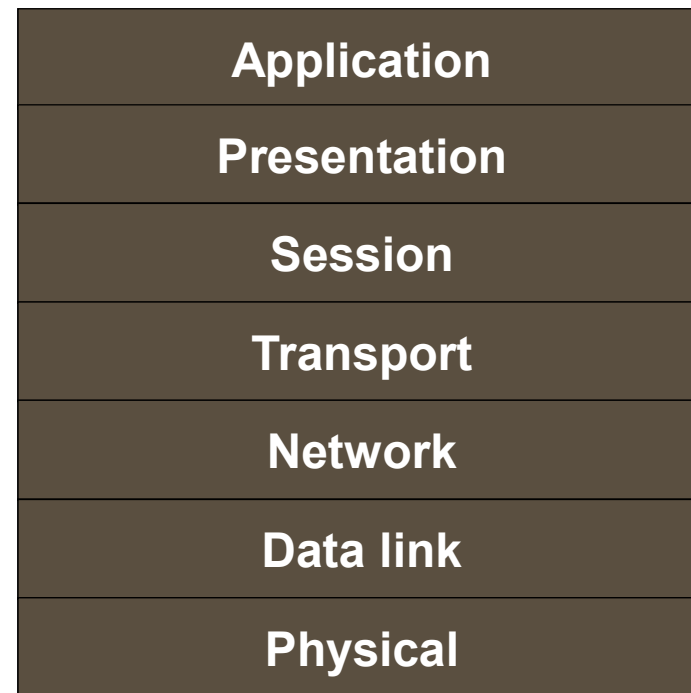 Application
Presentation
Session
Transport
Network
Data link
Physical